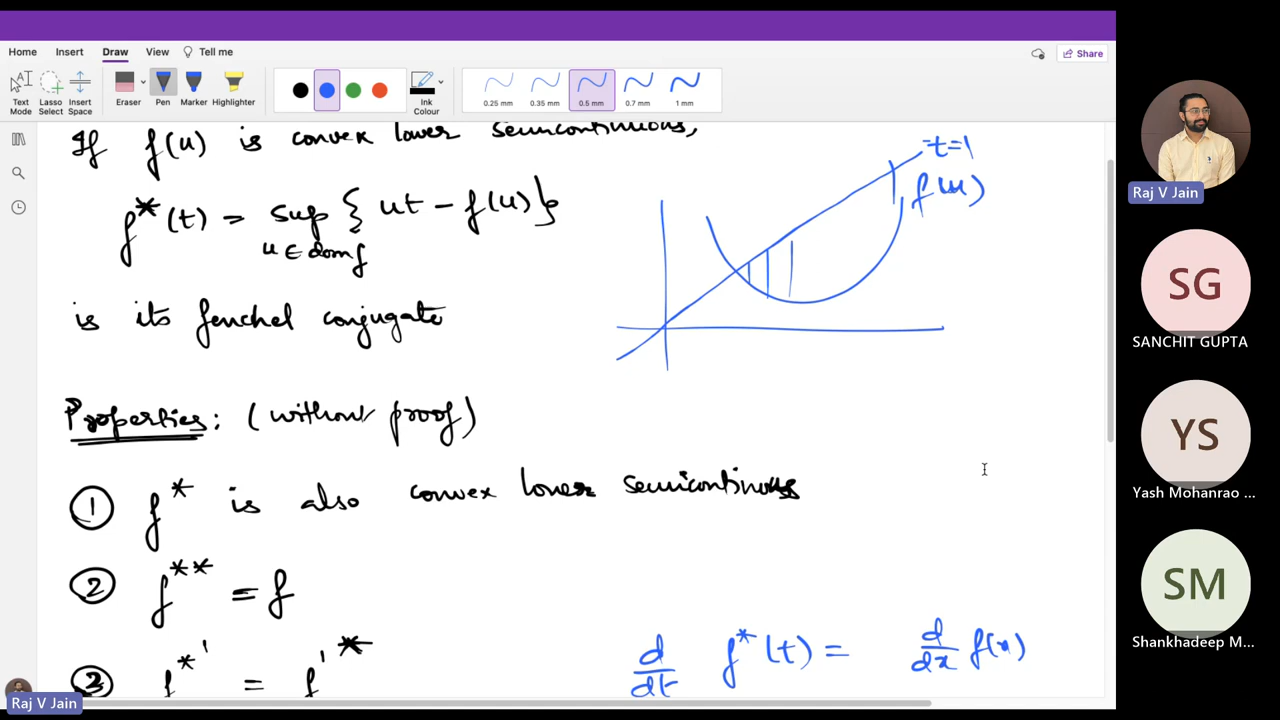 Home Insert Draw View Tell me
Share
Text Mode
Lasso Select
Insert Space
Eraser
Pen
Marker
Highlighter
Ink Colour
0.25 mm 0.35 mm 0.5 mm 0.7 mm 1 mm
If f(u) is convex lower semicontinuous,
f*(t) = sup { ut - f(u) }
u ∈ dom f
is its fenchel conjugate
t=1
f(u)
Properties: (without proof)
① f* is also convex lower semicontinuous
② f** = f
③ f*' = f'*
d/dt f*(t) = d/dx f(x)
Raj V Jain
Raj V Jain
SG
SANCHIT GUPTA
YS
Yash Mohanrao ...
SM
Shankhadeep M...